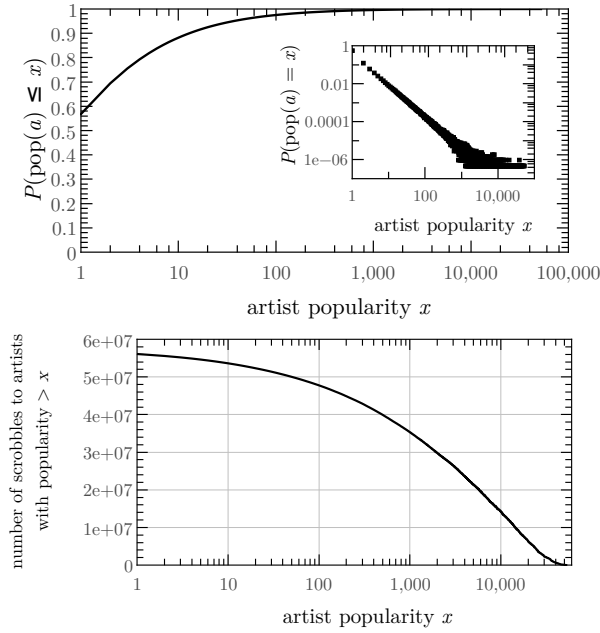 P(pop(a) ≤ x)
1
0.9
0.8
0.7
0.6
0.5
0.4
0.3
0.2
0.1
0
1
10
100
1,000
10,000
100,000
artist popularity x
P(pop(a) = x)
1
0.01
0.0001
1e−06
1
100
10,000
artist popularity x
number of scrobbles to artists
with popularity > x
6e+07
5e+07
4e+07
3e+07
2e+07
1e+07
0
1
10
100
1,000
10,000
artist popularity x